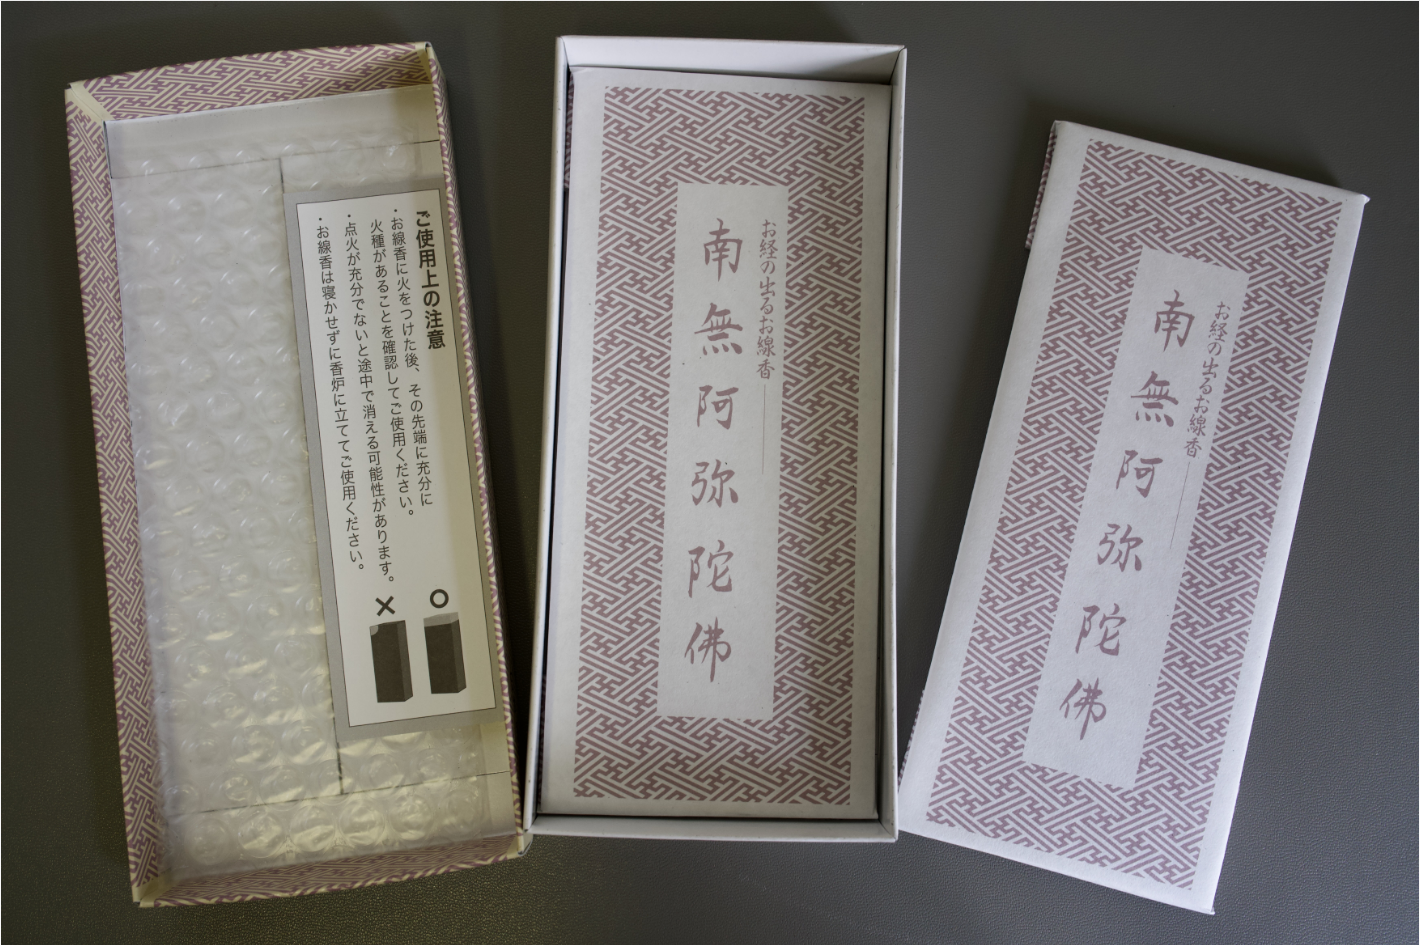 ご使用上の注意
・お線香に火をつけた後、その先端に充分に
火種があることを確認してご使用ください。
・点火が充分でないと途中で消える可能性があります。
・お線香は寝かせずに香炉に立ててご使用ください。
○
×
お経の出るお線香
南無阿弥陀佛
お経の出るお線香
南無阿弥陀佛